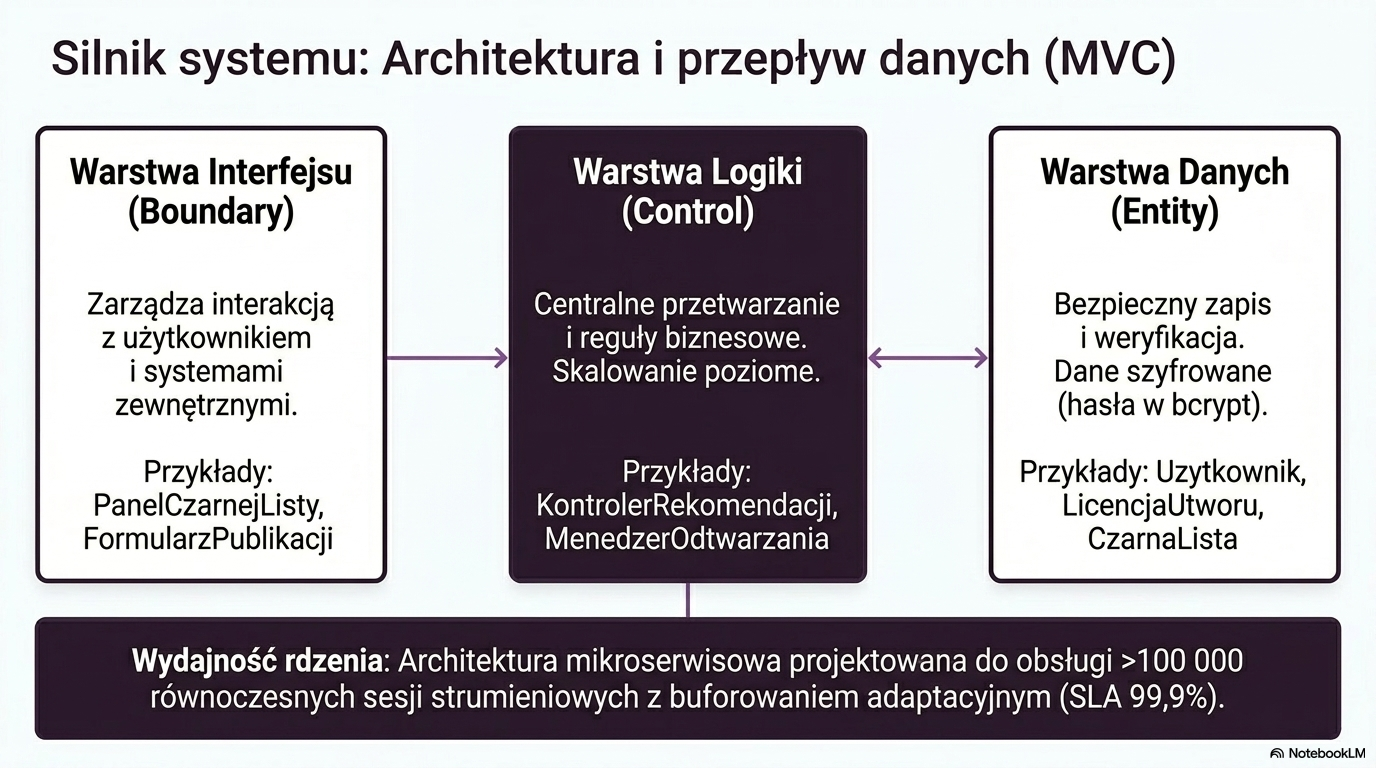 Silnik systemu: Architektura i przepływ danych (MVC)
Warstwa Interfejsu
(Boundary)
Zarządza interakcją
z użytkownikiem
i systemami
zewnętrznymi.
Przykłady:
PanelCzarnejListy,
FormularzPublikacji
Warstwa Logiki
(Control)
Centralne przetwarzanie
i reguły biznesowe.
Skalowanie poziome.
Przykłady:
KontrolerRekomendacji,
MenedzerOdtwarzania
Warstwa Danych
(Entity)
Bezpieczny zapis
i weryfikacja.
Dane szyfrowane
(hasła w bcrypt).
Przykłady: Uzytkownik,
LicencjaUtworu,
CzarnaLista
Wydajność rdzenia: Architektura mikroserwisowa projektowana do obsługi >100 000
równoczesnych sesji strumieniowych z buforowaniem adaptacyjnym (SLA 99,9%).
NotebookLM